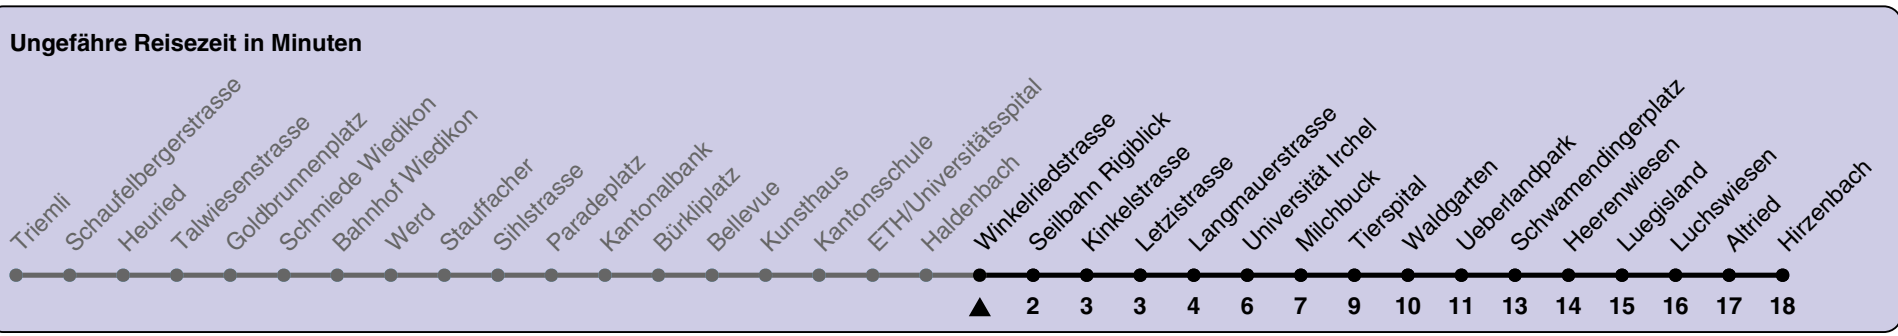 Ungefähre Reisezeit in Minuten
Triemli
Schaufelbergerstrasse
Heuried
Talwiesenstrasse
Goldbrunnenplatz
Schmiede Wiedikon
Bahnhof Wiedikon
Werd
Stauffacher
Sihlstrasse
Paradeplatz
Kantonalbank
Bürkliplatz
Bellevue
Kunsthaus
Kantonsschule
ETH/Universitätsspital
Haldenbach
Winkelriedstrasse
Seilbahn Rigiblick
Kinkelstrasse
Letzistrasse
Langmauerstrasse
Universität Irchel
Milchbuck
Tierspital
Waldgarten
Ueberlandpark
Schwamendingerplatz
Heerenwiesen
Luegisland
Luchswiesen
Altried
Hirzenbach
2 3 3 4 6 7 9 10 11 13 14 15 16 17 18